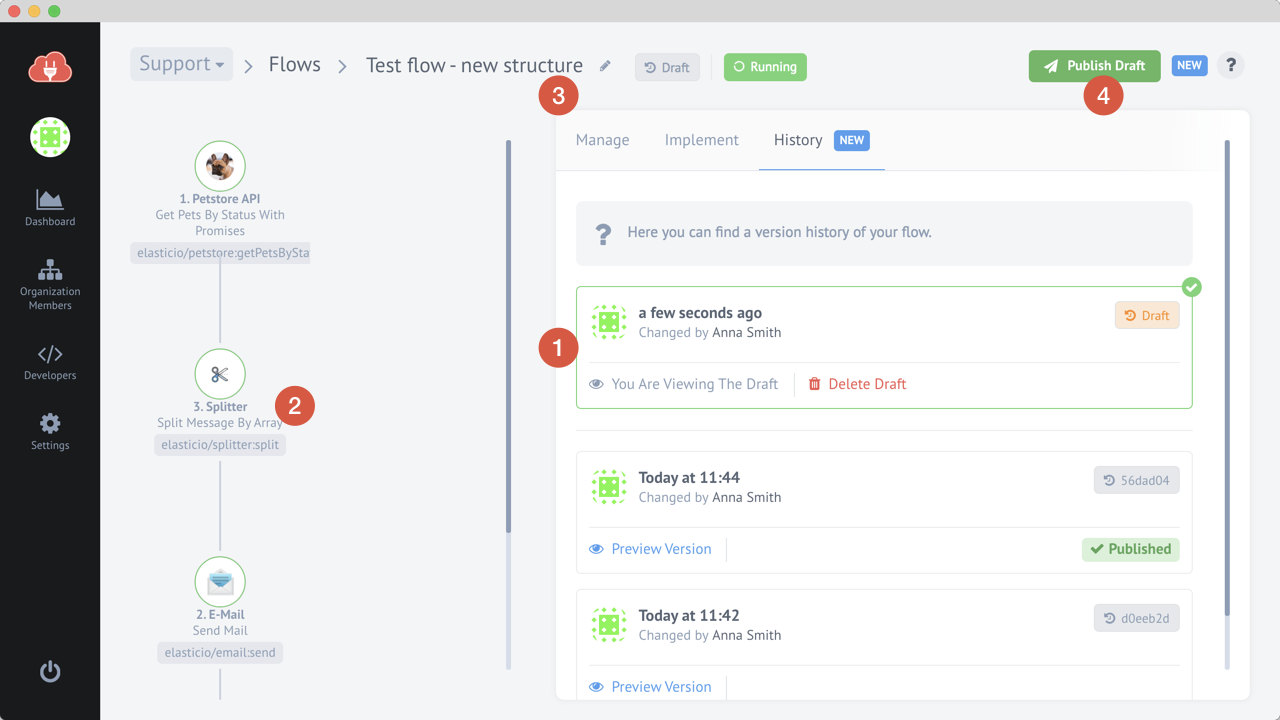 Support
Flows
Test flow - new structure
Draft
Running
Publish Draft
NEW
?
3
4
Dashboard
Organization
Members
Developers
Settings
1. Petstore API
Get Pets By Status With
Promises
elasticio/petstore:getPetsBySta
3. Splitter
2
Split Message By Array
elasticio/splitter:split
2. E-Mail
Send Mail
elasticio/email:send
Manage
Implement
History
NEW
?
Here you can find a version history of your flow.
a few seconds ago
Draft
Changed by Anna Smith
1
You Are Viewing The Draft
Delete Draft
Today at 11:44
56dad04
Changed by Anna Smith
Preview Version
Published
Today at 11:42
d0eeb2d
Changed by Anna Smith
Preview Version